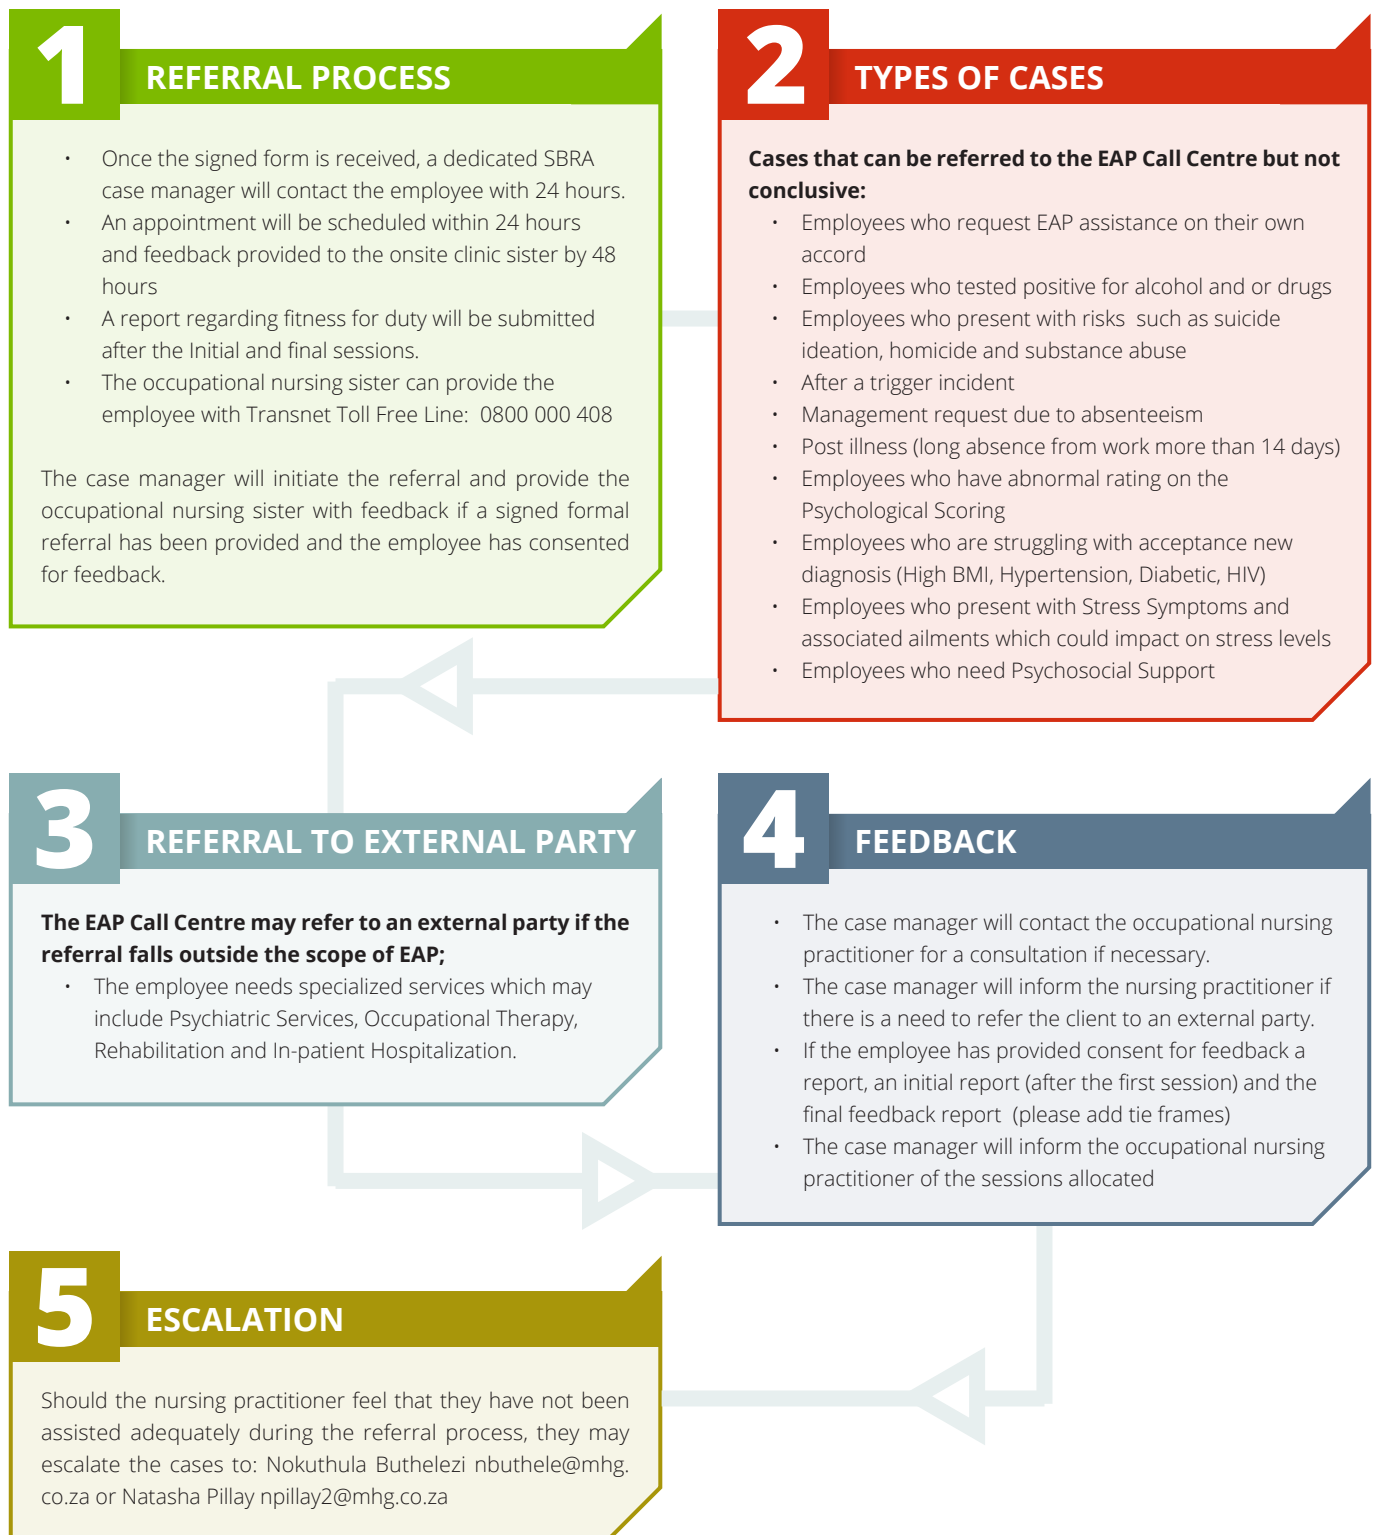 1
REFERRAL PROCESS
• Once the signed form is received, a dedicated SBRA
case manager will contact the employee with 24 hours.
• An appointment will be scheduled within 24 hours
and feedback provided to the onsite clinic sister by 48
hours
• A report regarding fitness for duty will be submitted
after the Initial and final sessions.
• The occupational nursing sister can provide the
employee with Transnet Toll Free Line: 0800 000 408
The case manager will initiate the referral and provide the
occupational nursing sister with feedback if a signed formal
referral has been provided and the employee has consented
for feedback.
2
TYPES OF CASES
Cases that can be referred to the EAP Call Centre but not
conclusive:
• Employees who request EAP assistance on their own
accord
• Employees who tested positive for alcohol and or drugs
• Employees who present with risks such as suicide
ideation, homicide and substance abuse
• After a trigger incident
• Management request due to absenteeism
• Post illness (long absence from work more than 14 days)
• Employees who have abnormal rating on the
Psychological Scoring
• Employees who are struggling with acceptance new
diagnosis (High BMI, Hypertension, Diabetic, HIV)
• Employees who present with Stress Symptoms and
associated ailments which could impact on stress levels
• Employees who need Psychosocial Support
3
REFERRAL TO EXTERNAL PARTY
The EAP Call Centre may refer to an external party if the
referral falls outside the scope of EAP;
• The employee needs specialized services which may
include Psychiatric Services, Occupational Therapy,
Rehabilitation and In-patient Hospitalization.
4
FEEDBACK
• The case manager will contact the occupational nursing
practitioner for a consultation if necessary.
• The case manager will inform the nursing practitioner if
there is a need to refer the client to an external party.
• If the employee has provided consent for feedback a
report, an initial report (after the first session) and the
final feedback report (please add tie frames)
• The case manager will inform the occupational nursing
practitioner of the sessions allocated
5
ESCALATION
Should the nursing practitioner feel that they have not been
assisted adequately during the referral process, they may
escalate the cases to: Nokuthula Buthelezi nbuthele@mhg.
co.za or Natasha Pillay npillay2@mhg.co.za